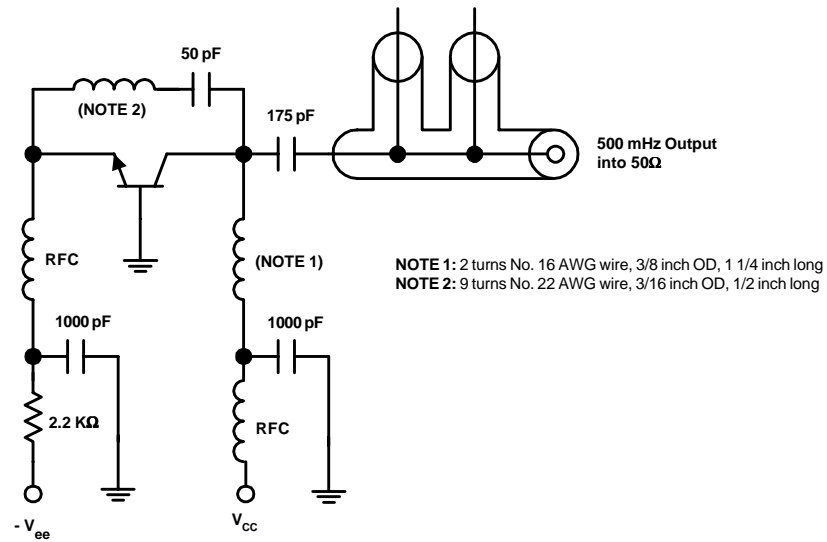 50 pF
(NOTE 2)
175 pF
500 mHz Output
into 50Ω
RFC
(NOTE 1)
NOTE 1: 2 turns No. 16 AWG wire, 3/8 inch OD, 1 1/4 inch long
NOTE 2: 9 turns No. 22 AWG wire, 3/16 inch OD, 1/2 inch long
1000 pF
1000 pF
2.2 KΩ
RFC
- Vee
VCC